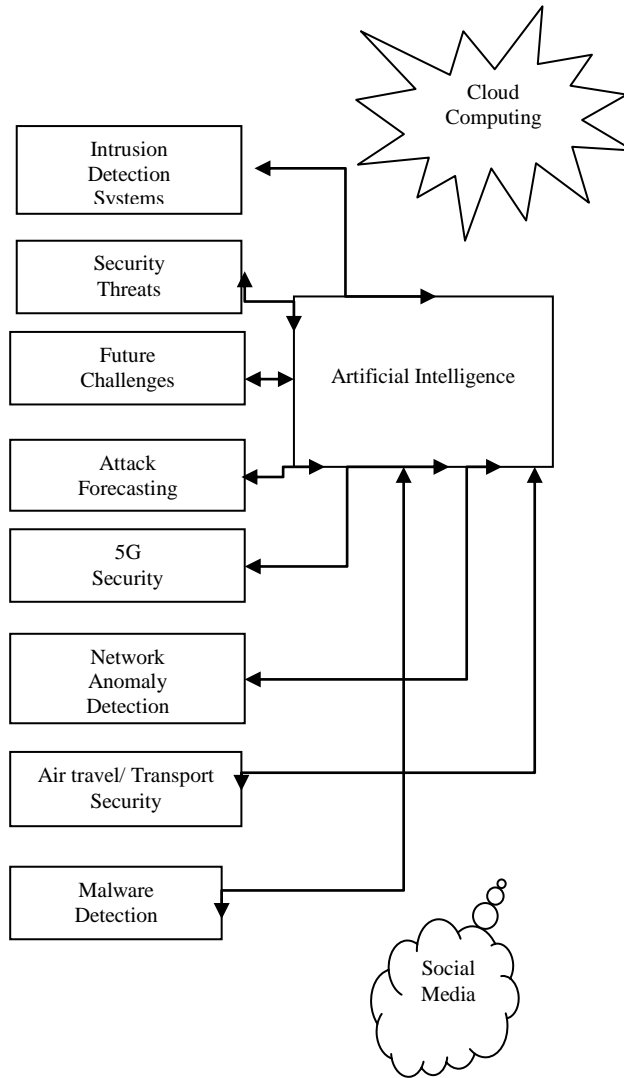 Cloud
Computing
Intrusion
Detection
Systems
Security
Threats
Future
Challenges
Artificial Intelligence
Attack
Forecasting
5G
Security
Network
Anomaly
Detection
Air travel/ Transport
Security
Malware
Detection
Social
Media